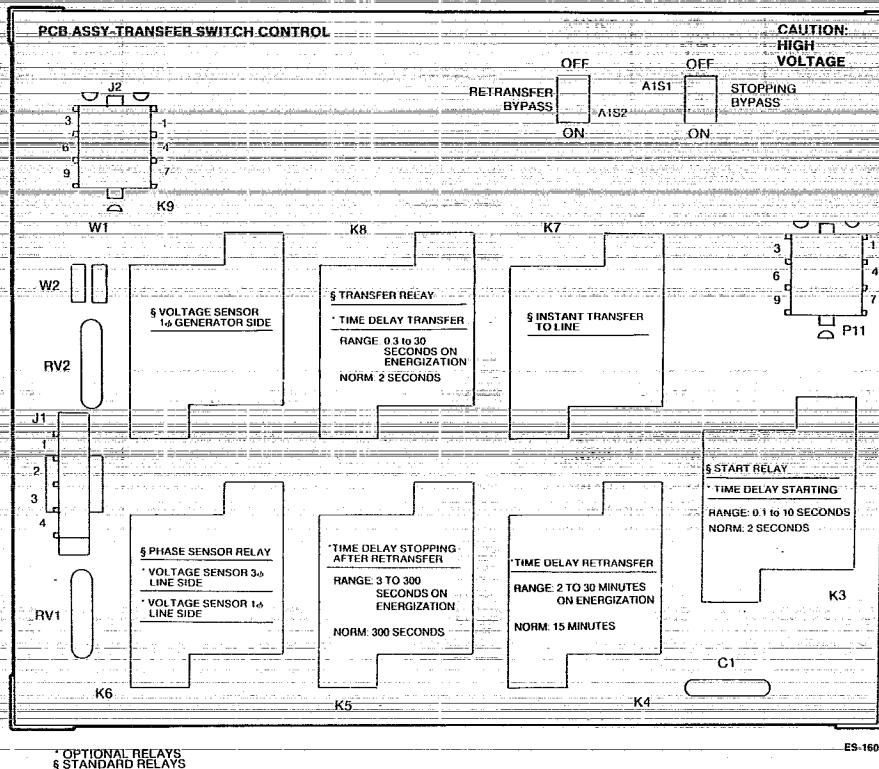 PCB ASSY-TRANSFER SWITCH CONTROL
CAUTION:
HIGH
VOLTAGE
OFF
OFF
RETRANSFER
BYPASS
A1S2
ON
A1S1
STOPPING
BYPASS
ON
J2
3
1
6
4
9
7
K9
W1
K8
K7
W2
§ VOLTAGE SENSOR
1ϕ GENERATOR SIDE
§ TRANSFER RELAY
* TIME DELAY TRANSFER
RANGE: 0.3 to 30
SECONDS ON
ENERGIZATION
NORM: 2 SECONDS
§ INSTANT TRANSFER
TO LINE
3
1
6
4
9
7
P11
RV2
J1
1
2
3
4
§ START RELAY
* TIME DELAY STARTING
RANGE: 0.1 to 10 SECONDS
NORM: 2 SECONDS
K3
§ PHASE SENSOR RELAY
* VOLTAGE SENSOR 3ϕ
LINE SIDE
* VOLTAGE SENSOR 1ϕ
LINE SIDE
*TIME DELAY STOPPING
AFTER RETRANSFER
RANGE: 3 TO 300
SECONDS ON
ENERGIZATION
NORM: 300 SECONDS
*TIME DELAY RETRANSFER
RANGE: 2 TO 30 MINUTES
ON ENERGIZATION
NORM: 15 MINUTES
RV1
C1
K6
K5
K4
* OPTIONAL RELAYS
§ STANDARD RELAYS
ES-160